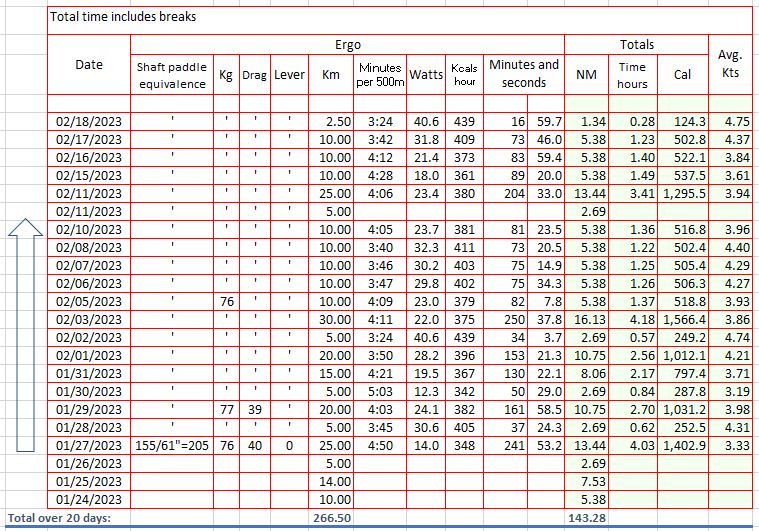 Total time includes breaks
Ergo Totals
Date Shaft paddle equivalence Kg Drag Lever Km Minutes per 500m Watts Kcals hour Minutes and seconds NM Time hours Cal Avg. Kts
02/18/2023 ' ' ' ' 2.50 3:24 40.6 439 16 59.7 1.34 0.28 124.3 4.75
02/17/2023 ' ' ' ' 10.00 3:42 31.8 409 73 46.0 5.38 1.23 502.8 4.37
02/16/2023 ' ' ' ' 10.00 4:12 21.4 373 83 59.4 5.38 1.40 522.1 3.84
02/15/2023 ' ' ' ' 10.00 4:28 18.0 361 89 20.0 5.38 1.49 537.5 3.61
02/11/2023 ' ' ' ' 25.00 4:06 23.4 380 204 33.0 13.44 3.41 1,295.5 3.94
02/11/2023 5.00 2.69
02/10/2023 ' ' ' ' 10.00 4:05 23.7 381 81 23.5 5.38 1.36 516.8 3.96
02/08/2023 ' ' ' ' 10.00 3:40 32.3 411 73 20.5 5.38 1.22 502.4 4.40
02/07/2023 ' ' ' ' 10.00 3:46 30.2 403 75 14.9 5.38 1.25 505.4 4.29
02/06/2023 ' ' ' ' 10.00 3:47 29.8 402 75 34.3 5.38 1.26 506.3 4.27
02/05/2023 ' 76 ' ' 10.00 4:09 23.0 379 82 7.8 5.38 1.37 518.8 3.93
02/03/2023 ' ' ' ' 30.00 4:11 22.0 375 250 37.8 16.13 4.18 1,566.4 3.86
02/02/2023 ' ' ' ' 5.00 3:24 40.6 439 34 3.7 2.69 0.57 249.2 4.74
02/01/2023 ' ' ' ' 20.00 3:50 28.2 396 153 21.3 10.75 2.56 1,012.1 4.21
01/31/2023 ' ' ' ' 15.00 4:21 19.5 367 130 22.1 8.06 2.17 797.4 3.71
01/30/2023 ' ' ' ' 5.00 5:03 12.3 342 50 29.0 2.69 0.84 287.8 3.19
01/29/2023 ' 77 39 ' 20.00 4:03 24.1 382 161 58.5 10.75 2.70 1,031.2 3.98
01/28/2023 ' ' ' ' 5.00 3:45 30.6 405 37 24.3 2.69 0.62 252.5 4.31
01/27/2023 155/61"=205 76 40 0 25.00 4:50 14.0 348 241 53.2 13.44 4.03 1,402.9 3.33
01/26/2023 5.00 2.69
01/25/2023 14.00 7.53
01/24/2023 10.00 5.38
Total over 20 days: 266.50 143.28